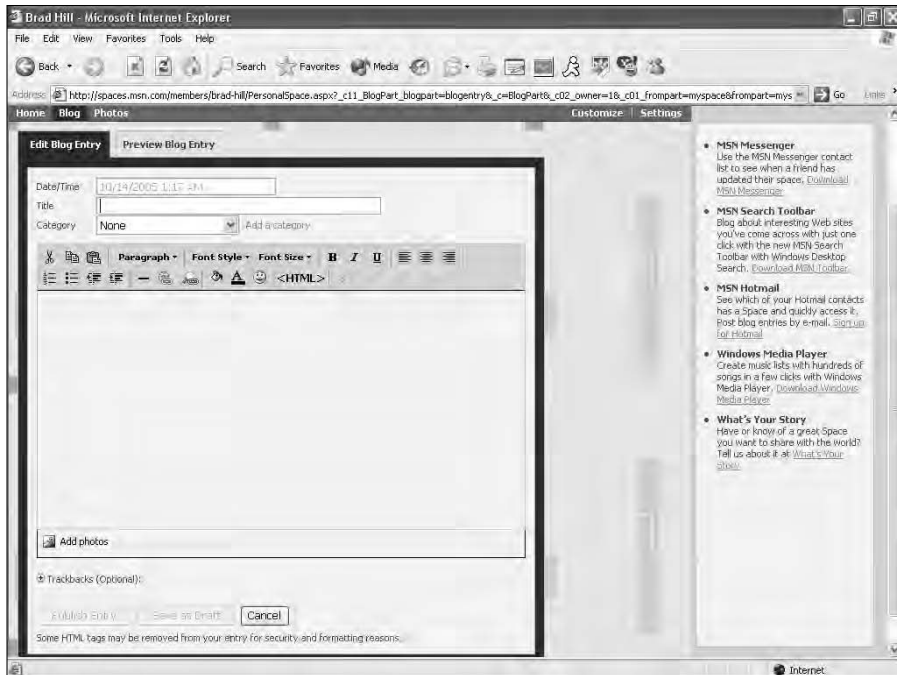 Brad Hill - Microsoft Internet Explorer
File Edit View Favorites Tools Help
Back Search Favorites Media
Address http://spaces.msn.com/members/brad-hill/PersonalSpace.aspx?_c11_BlogPart_blogpart=blogentry&_c=BlogPart&_c02_owner=1&_c01_frompart=myspace&frompart=mys Go Links
Home Blog Photos Customize Settings
Edit Blog Entry Preview Blog Entry
Date/Time 10/14/2005 1:17 AM
Title
Category None Add a category
Paragraph Font Style Font Size B I U
A <HTML>
Add photos
Trackbacks (Optional):
Publish Entry Save as Draft Cancel
Some HTML tags may be removed from your entry for security and formatting reasons.
MSN Messenger
Use the MSN Messenger contact
list to see when a friend has
updated their space. Download
MSN Messenger
MSN Search Toolbar
Blog about interesting Web sites
you've come across with just one
click with the new MSN Search
Toolbar with Windows Desktop
Search. Download MSN Toolbar.
MSN Hotmail
See which of your Hotmail contacts
has a Space and quickly access it.
Post blog entries by e-mail. Sign up
for Hotmail
Windows Media Player
Create music lists with hundreds of
songs in a few clicks with Windows
Media Player. Download Windows
Media Player
What's Your Story
Have or know of a great Space
you want to share with the world?
Tell us about it at What's Your
Story.
Internet